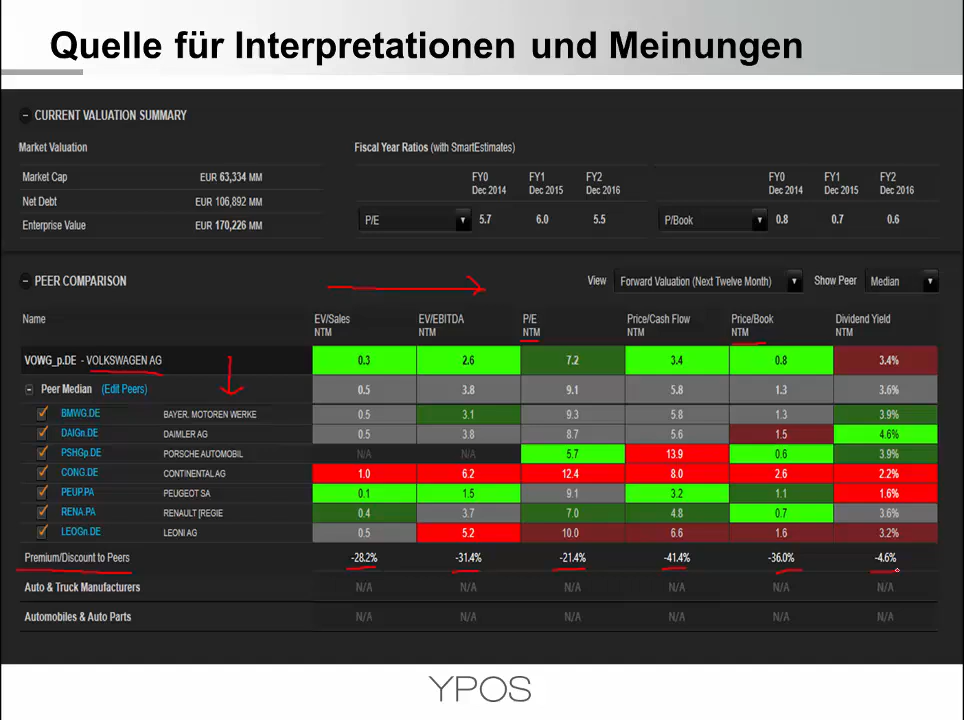 Quelle für Interpretationen und Meinungen
CURRENT VALUATION SUMMARY
Market Valuation
Fiscal Year Ratios (with SmartEstimates)
Market Cap EUR 63,334 MM
Net Debt EUR 106,892 MM
Enterprise Value EUR 170,226 MM
FY0 FY1 FY2 FY0 FY1 FY2
Dec 2014 Dec 2015 Dec 2016 Dec 2014 Dec 2015 Dec 2016
P/E 5.7 6.0 5.5 P/Book 0.8 0.7 0.6
PEER COMPARISON View Forward Valuation (Next Twelve Month) Show Peer Median
Name EV/Sales EV/EBITDA P/E Price/Cash Flow Price/Book Dividend Yield
NTM NTM NTM NTM NTM NTM
VOWG_p.DE - VOLKSWAGEN AG 0.3 2.6 7.2 3.4 0.8 3.4%
Peer Median (Edit Peers) 0.5 3.8 9.1 5.8 1.3 3.6%
BMWG.DE BAYER. MOTOREN WERKE 0.5 3.1 9.3 5.8 1.3 3.9%
DAIGn.DE DAIMLER AG 0.5 3.8 8.7 5.6 1.5 4.6%
PSHGp.DE PORSCHE AUTOMOBIL N/A N/A 5.7 13.9 0.6 3.9%
CONG.DE CONTINENTAL AG 1.0 6.2 12.4 8.0 2.6 2.2%
PEUP.PA PEUGEOT SA 0.1 1.5 9.1 3.2 1.1 1.6%
RENA.PA RENAULT [REGIE 0.4 3.7 7.0 4.8 0.7 3.6%
LEOGn.DE LEONI AG 0.5 5.2 10.0 6.6 1.6 3.2%
Premium/Discount to Peers -28.2% -31.4% -21.4% -41.4% -36.0% -4.6%
Auto & Truck Manufacturers N/A N/A N/A N/A N/A N/A
Automobiles & Auto Parts N/A N/A N/A N/A N/A N/A
YPOS